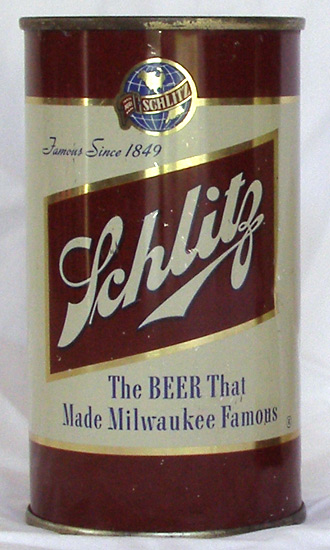 SCHLITZ
Famous Since 1849
Schlitz
The BEER That
Made Milwaukee Famous ®